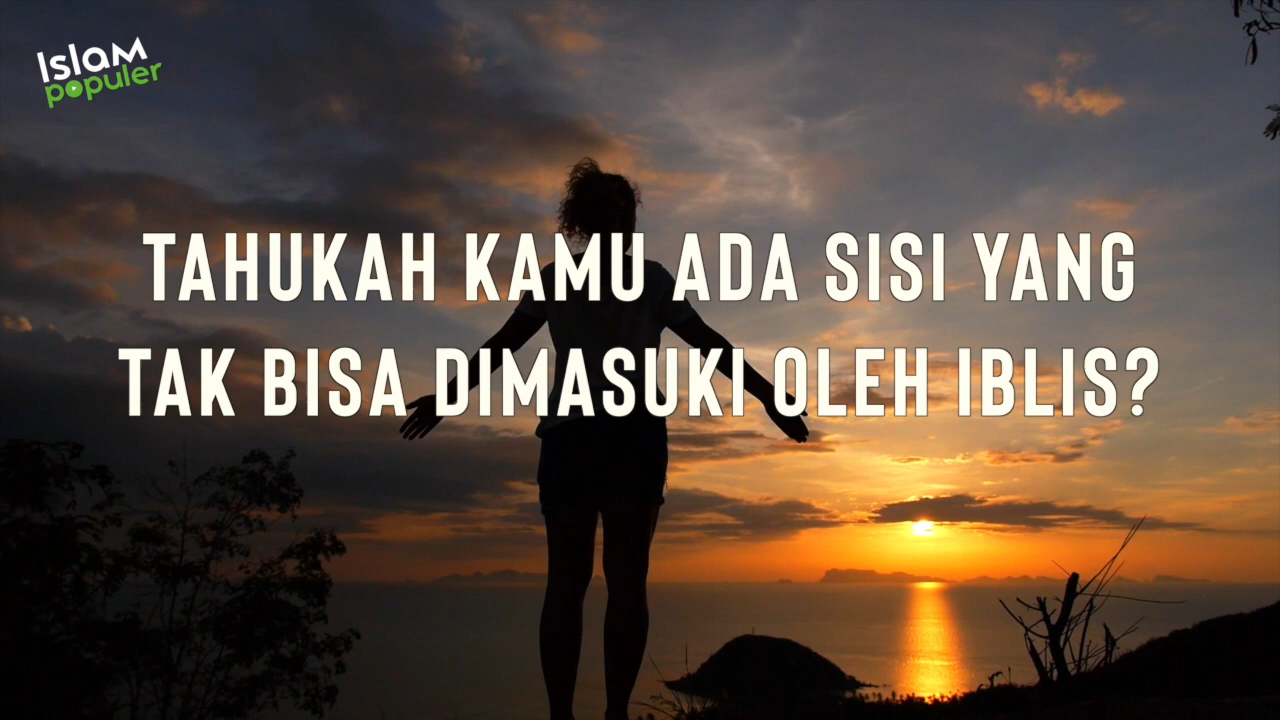 Islam
populer
TAHUKAH KAMU ADA SISI YANG
TAK BISA DIMASUKI OLEH IBLIS?